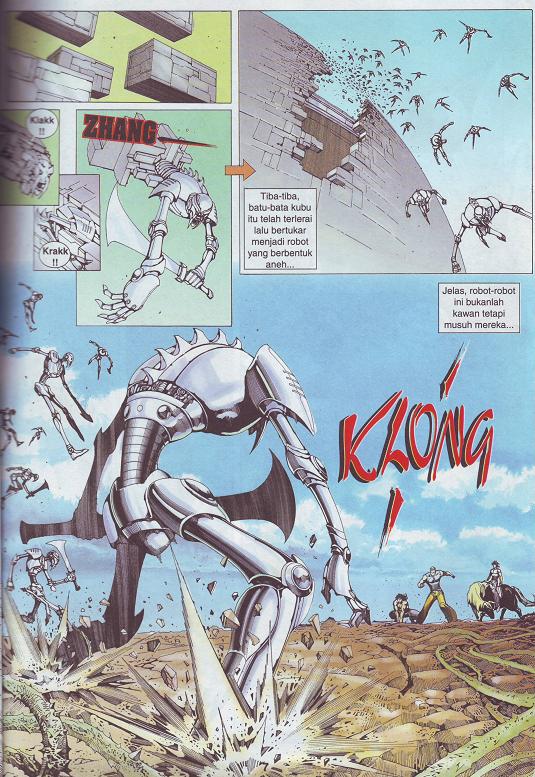 Klakk
!!
ZHANG
Krakk
!!
Tiba-tiba,
batu-bata kubu
itu telah terlerai
lalu bertukar
menjadi robot
yang berbentuk
aneh...
Jelas, robot-robot
ini bukanlah
kawan tetapi
musuh mereka...
KLONG